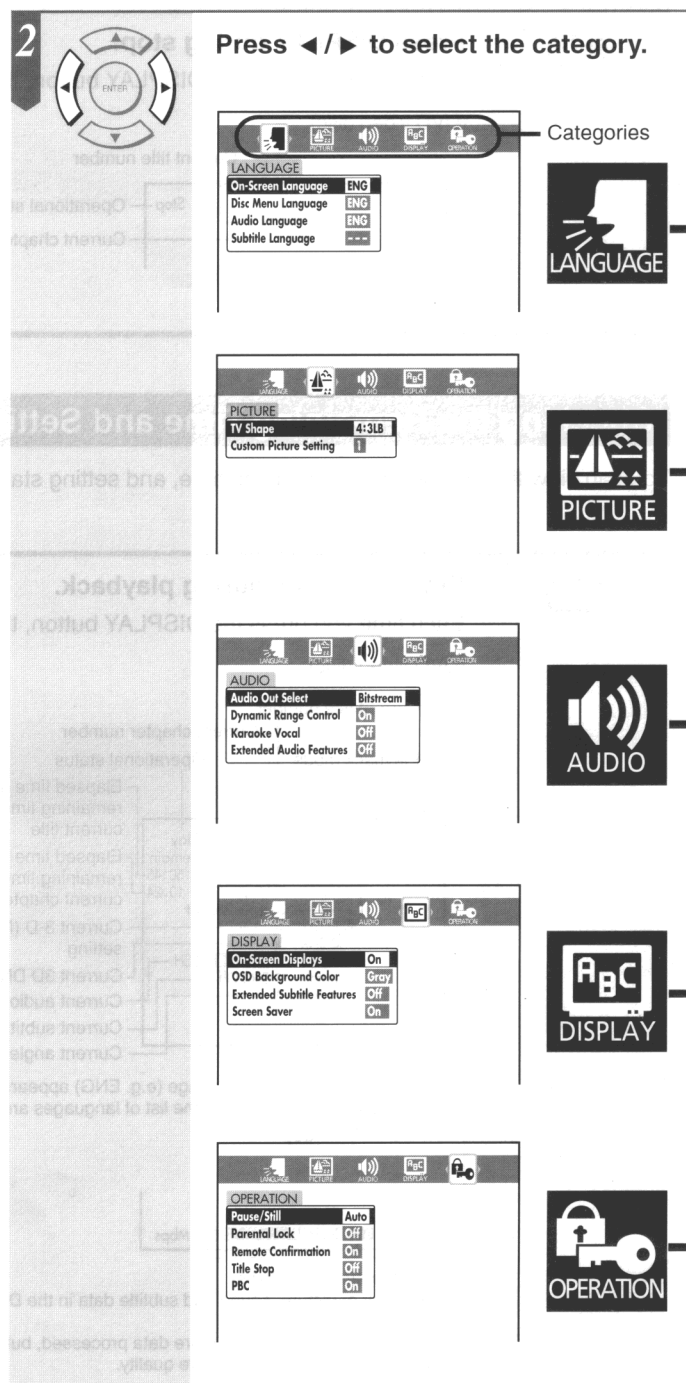 2
ENTER
Press ◄/► to select the category.
PICTURE AUDIO DISPLAY OPERATION
Categories
LANGUAGE
On-Screen Language ENG
Disc Menu Language ENG
Audio Language ENG
Subtitle Language ---
LANGUAGE
LANGUAGE AUDIO DISPLAY OPERATION
PICTURE
TV Shape 4:3LB
Custom Picture Setting 1
PICTURE
LANGUAGE PICTURE DISPLAY OPERATION
AUDIO
Audio Out Select Bitstream
Dynamic Range Control On
Karaoke Vocal Off
Extended Audio Features Off
AUDIO
LANGUAGE PICTURE AUDIO OPERATION
DISPLAY
On-Screen Displays On
OSD Background Color Gray
Extended Subtitle Features Off
Screen Saver On
ABC
DISPLAY
LANGUAGE PICTURE AUDIO DISPLAY
OPERATION
Pause/Still Auto
Parental Lock Off
Remote Confirmation On
Title Stop Off
PBC On
OPERATION